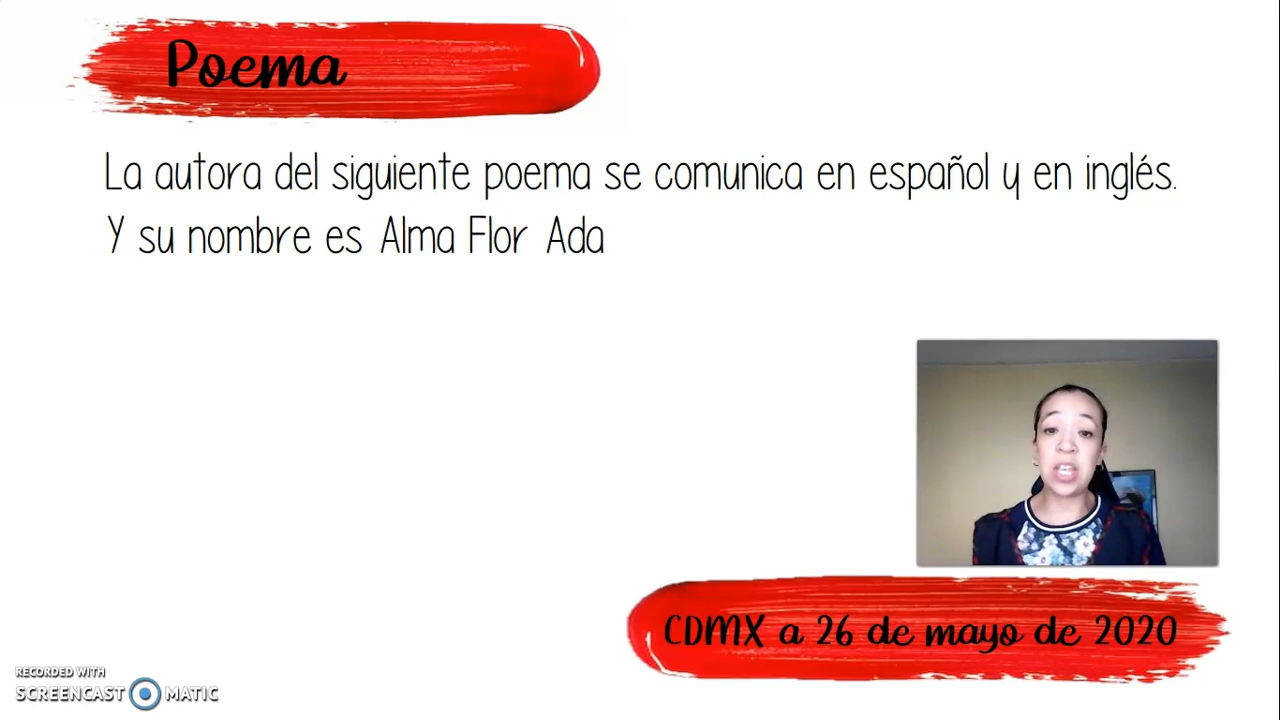 Poema
La autora del siguiente poema se comunica en español y en inglés.
Y su nombre es Alma Flor Ada
CDMX a 26 de mayo de 2020
RECORDED WITH
SCREENCAST MATIC